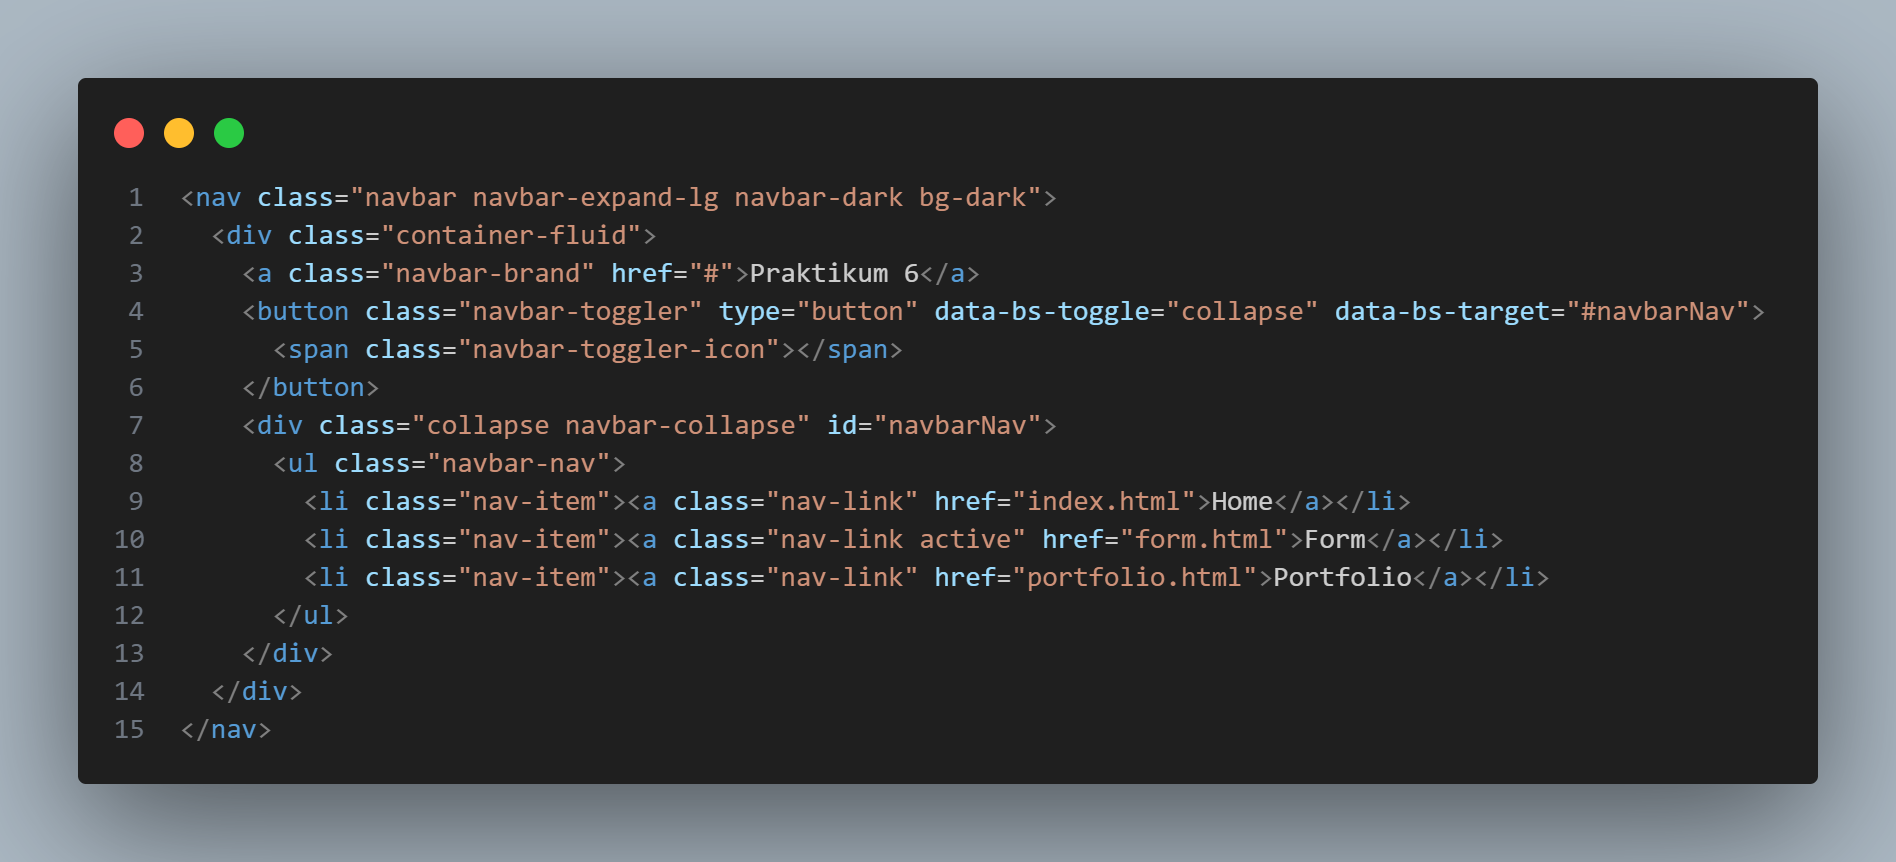 1 <nav class="navbar navbar-expand-lg navbar-dark bg-dark">
2   <div class="container-fluid">
3     <a class="navbar-brand" href="#">Praktikum 6</a>
4     <button class="navbar-toggler" type="button" data-bs-toggle="collapse" data-bs-target="#navbarNav">
5       <span class="navbar-toggler-icon"></span>
6     </button>
7     <div class="collapse navbar-collapse" id="navbarNav">
8       <ul class="navbar-nav">
9         <li class="nav-item"><a class="nav-link" href="index.html">Home</a></li>
10         <li class="nav-item"><a class="nav-link active" href="form.html">Form</a></li>
11         <li class="nav-item"><a class="nav-link" href="portfolio.html">Portfolio</a></li>
12       </ul>
13     </div>
14   </div>
15 </nav>